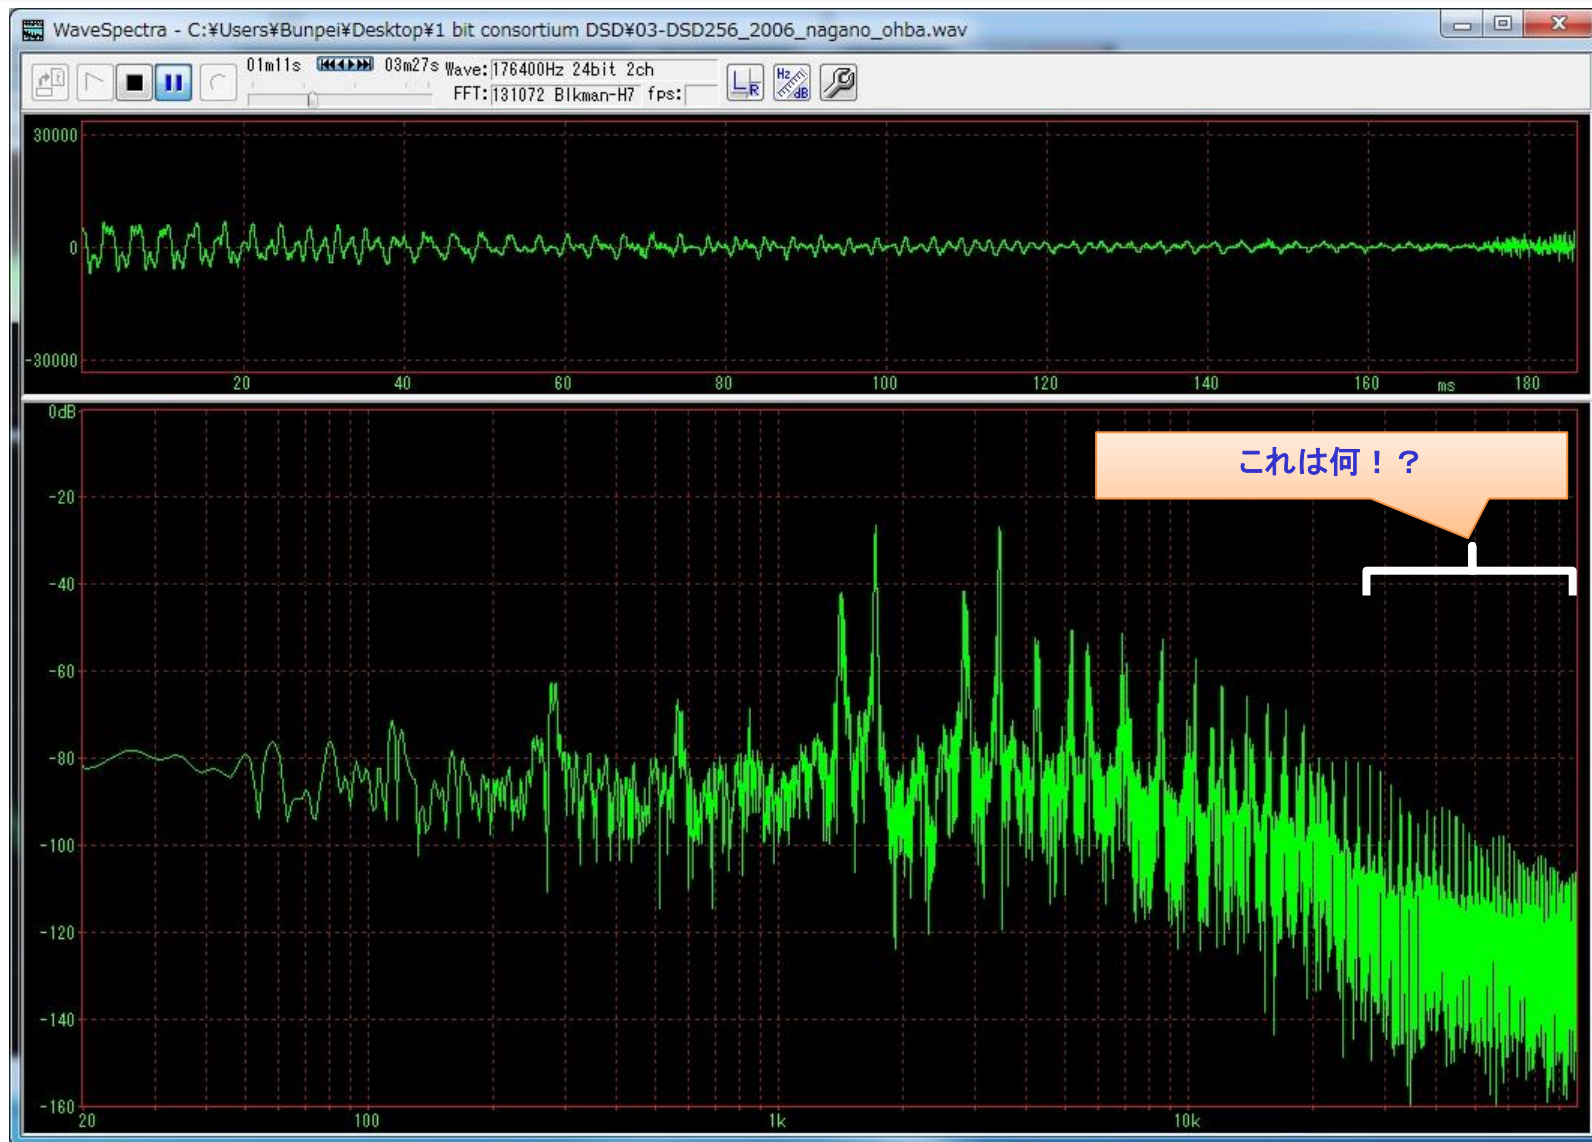 WaveSpectra - C:¥Users¥Bunpei¥Desktop¥1 bit consortium DSD¥03-DSD256_2006_nagano_ohba.wav
01m11s 03m27s Wave: 176400Hz 24bit 2ch
FFT: 131072 Blkman-H7 fps:
L R
Hz dB
30000
0
-30000
20 40 60 80 100 120 140 160 ms 180
0dB
これは何！？
-20
-40
-60
-80
-100
-120
-140
-160
20 100 1k 10k